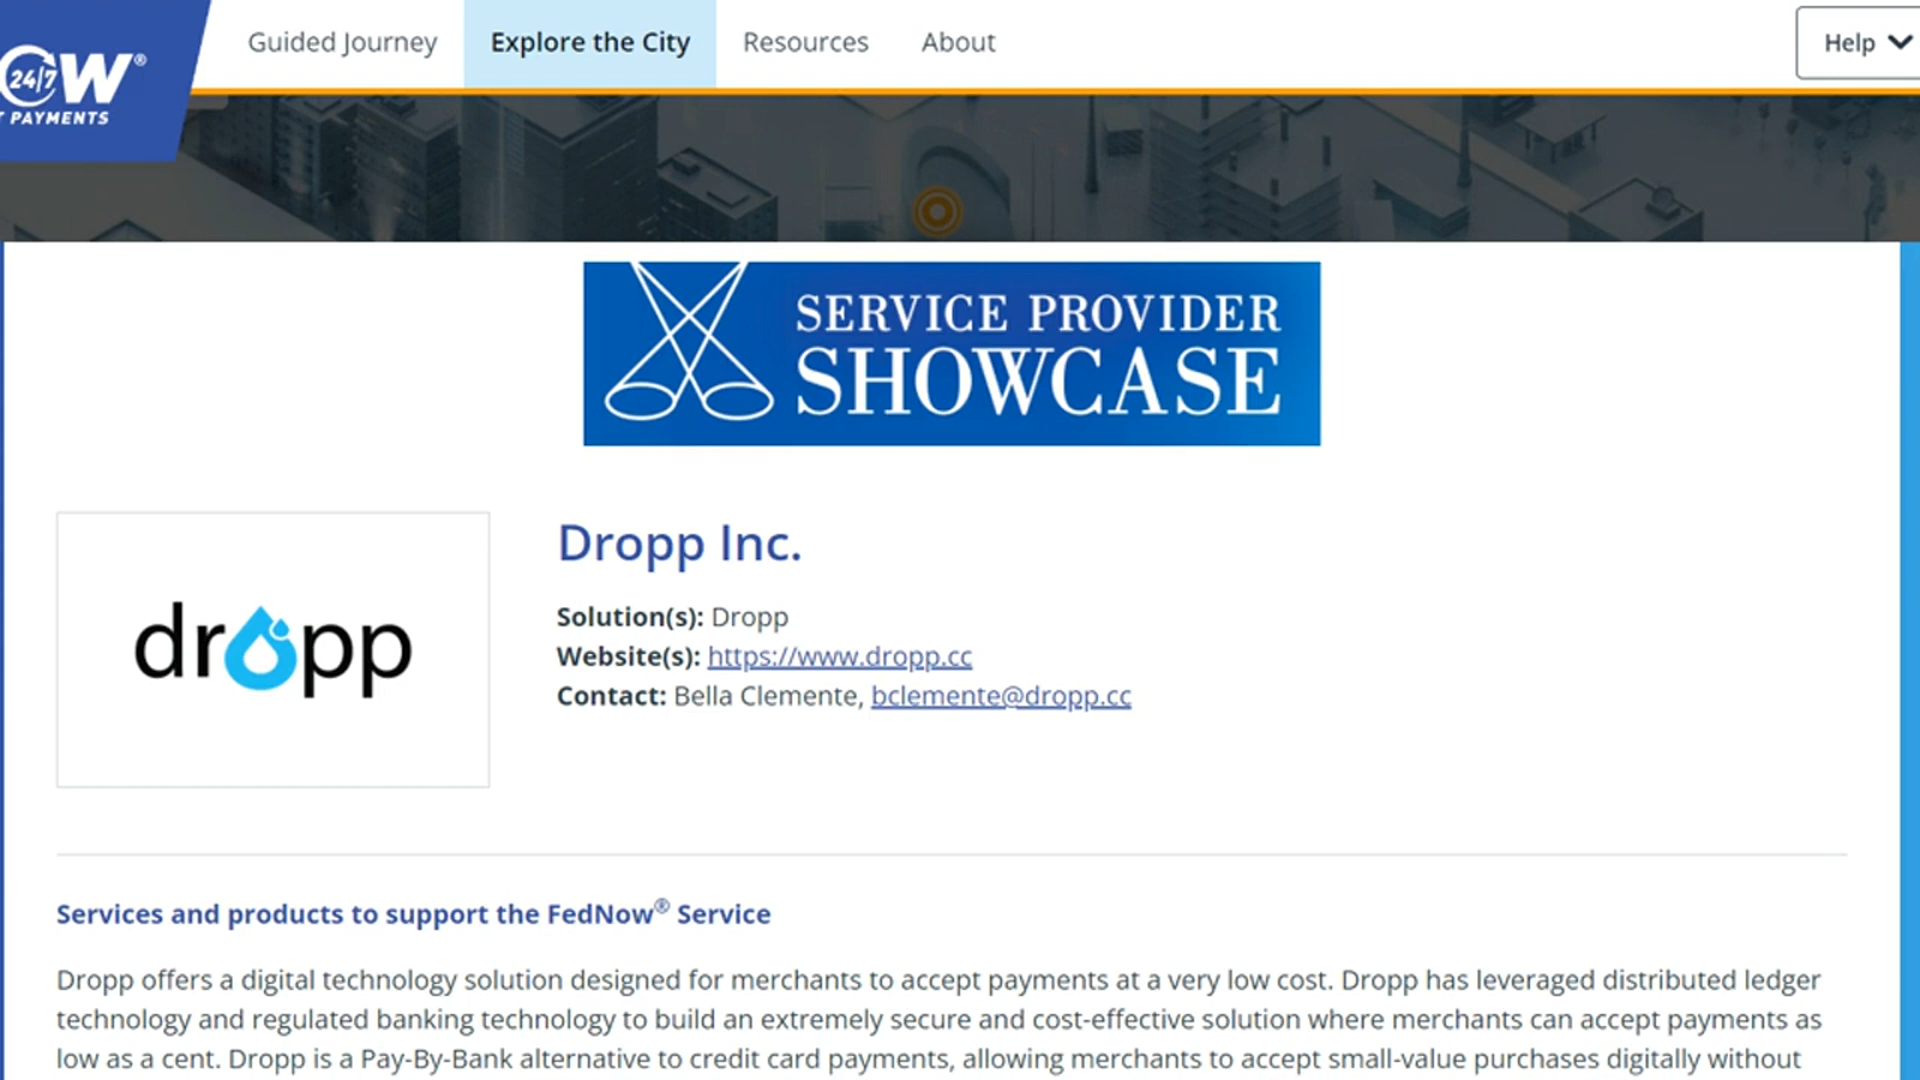 24/7
OW®
T PAYMENTS
Guided Journey
Explore the City
Resources
About
Help
SERVICE PROVIDER
SHOWCASE
dropp
Dropp Inc.
Solution(s): Dropp
Website(s): https://www.dropp.cc
Contact: Bella Clemente, bclemente@dropp.cc
Services and products to support the FedNow® Service
Dropp offers a digital technology solution designed for merchants to accept payments at a very low cost. Dropp has leveraged distributed ledger
technology and regulated banking technology to build an extremely secure and cost-effective solution where merchants can accept payments as
low as a cent. Dropp is a Pay-By-Bank alternative to credit card payments, allowing merchants to accept small-value purchases digitally without